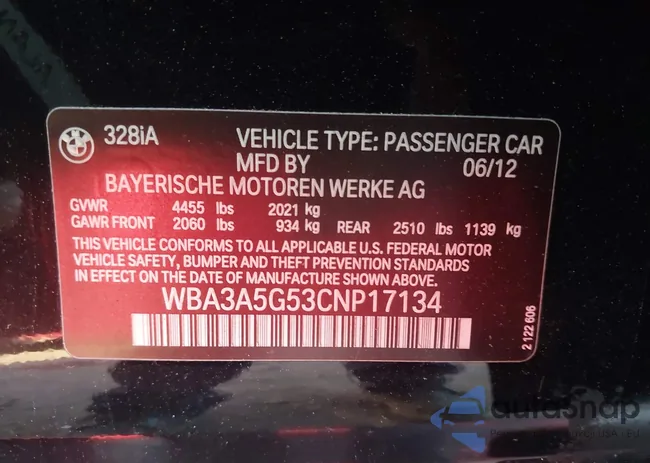 328iA VEHICLE TYPE: PASSENGER CAR
MFD BY 06/12
BAYERISCHE MOTOREN WERKE AG
GVWR 4455 lbs 2021 kg
GAWR FRONT 2060 lbs 934 kg REAR 2510 lbs 1139 kg
THIS VEHICLE CONFORMS TO ALL APPLICABLE U.S. FEDERAL MOTOR
VEHICLE SAFETY, BUMPER AND THEFT PREVENTION STANDARDS
IN EFFECT ON THE DATE OF MANUFACTURE SHOWN ABOVE.
WBA3A5G53CNP17134
2 122 606
autoSnap